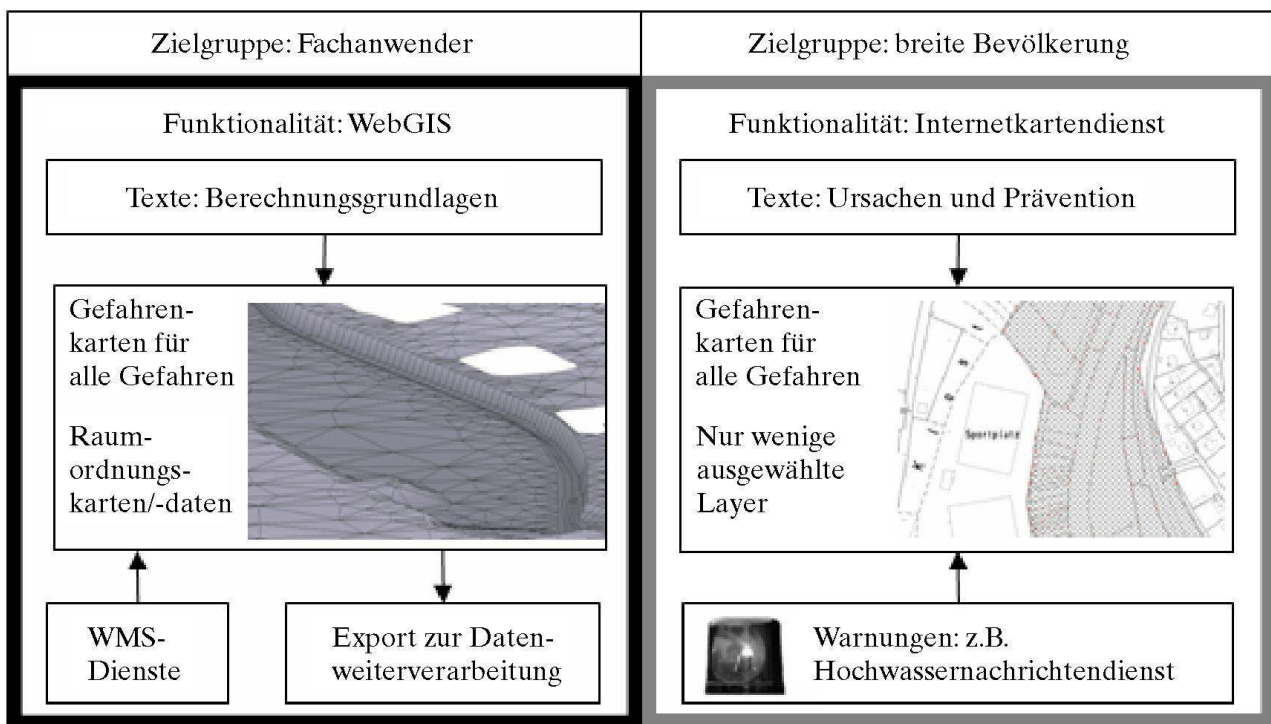 Zielgruppe: Fachanwender
Funktionalität: WebGIS
Texte: Berechnungsgrundlagen
Gefahren-
karten für
alle Gefahren
Raum-
ordnungs-
karten/-daten
WMS-
Dienste
Export zur Daten-
weiterverarbeitung
Zielgruppe: breite Bevölkerung
Funktionalität: Internetkartendienst
Texte: Ursachen und Prävention
Gefahren-
karten für
alle Gefahren
Nur wenige
ausgewählte
Layer
Sportplatz
Warnungen: z.B.
Hochwassernachrichtendienst